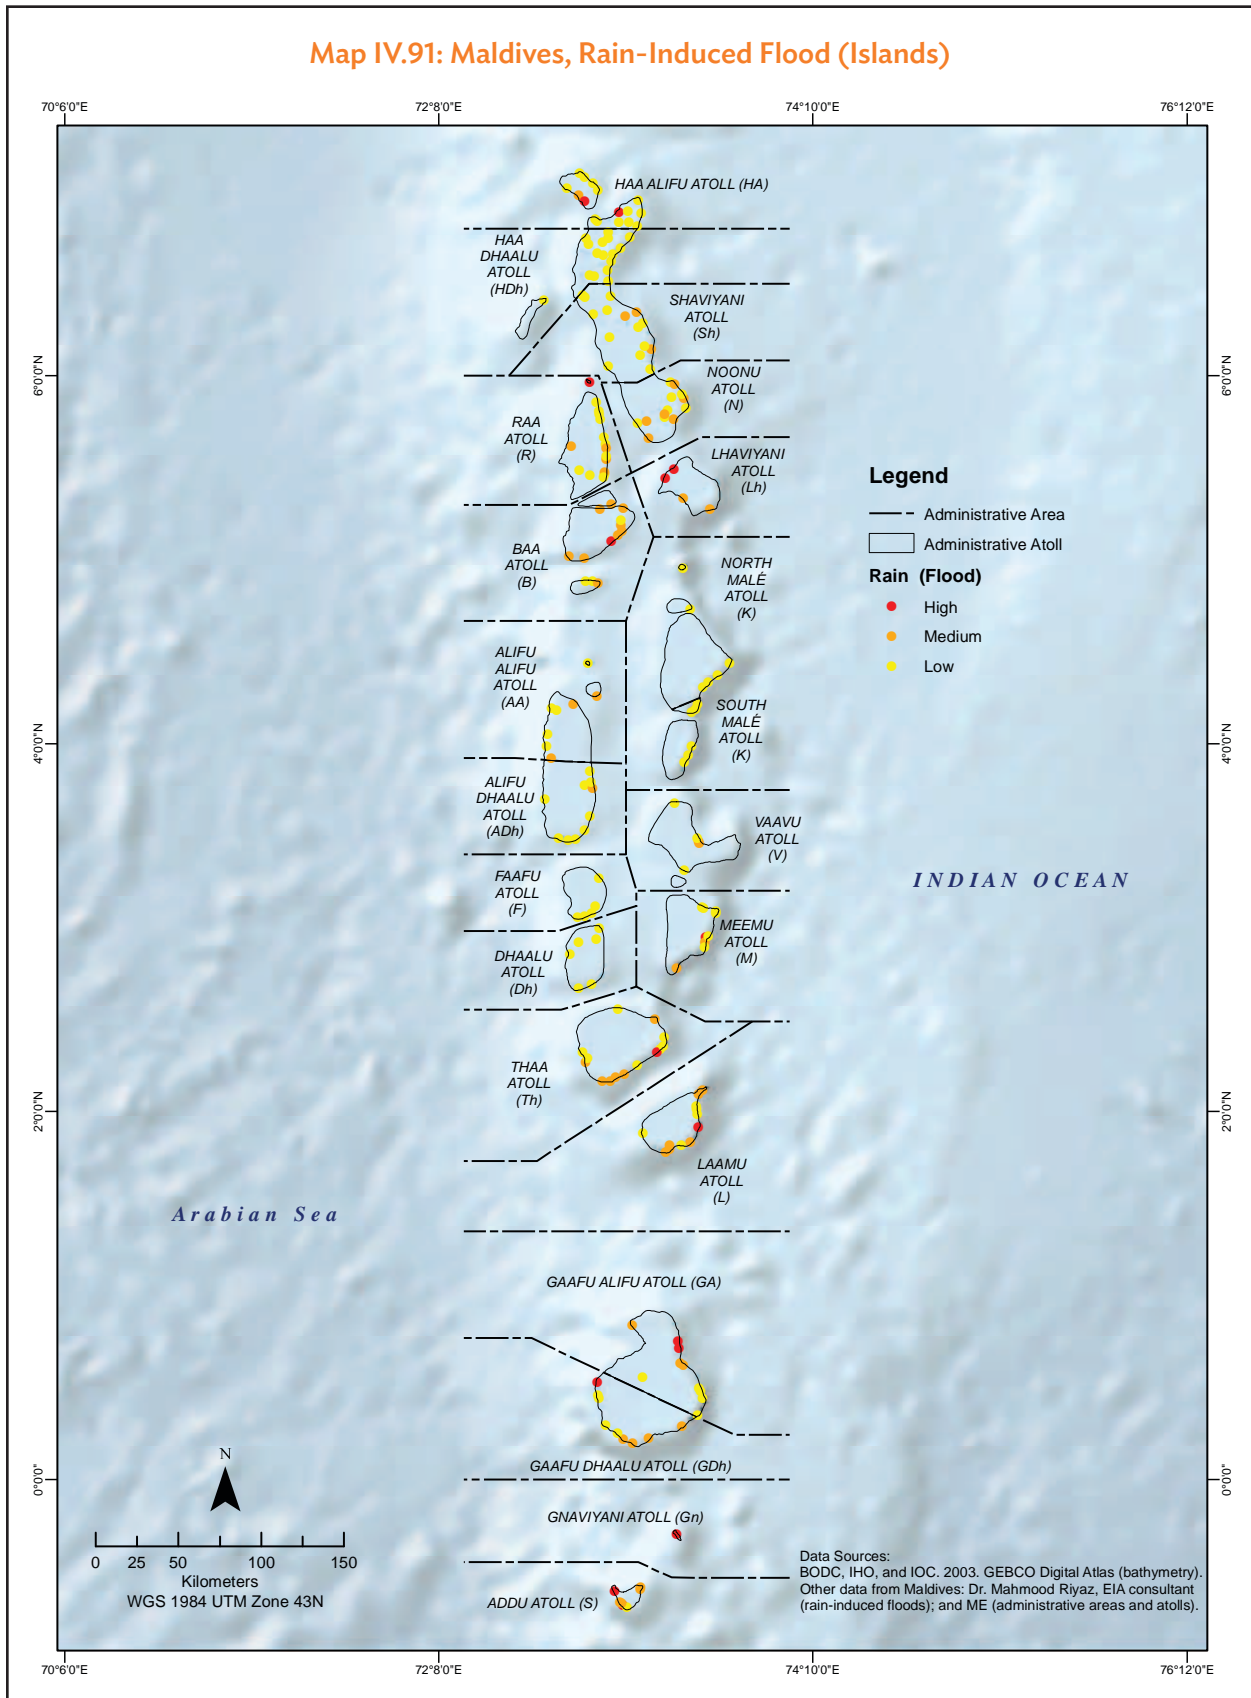 Map IV.91: Maldives, Rain-Induced Flood (Islands)
70°6'0"E
72°8'0"E
74°10'0"E
76°12'0"E
HAA ALIFU ATOLL (HA)
HAA
DHAALU
ATOLL
(HDh)
SHAVIYANI
ATOLL
(Sh)
6°0'0"N
6°0'0"N
NOONU
ATOLL
(N)
RAA
ATOLL
(R)
LHAVIYANI
ATOLL
(Lh)
Legend
Administrative Area
Administrative Atoll
Rain (Flood)
High
Medium
Low
BAA
ATOLL
(B)
NORTH
MALÉ
ATOLL
(K)
ALIFU
ALIFU
ATOLL
(AA)
SOUTH
MALÉ
ATOLL
(K)
4°0'0"N
4°0'0"N
ALIFU
DHAALU
ATOLL
(ADh)
VAAVU
ATOLL
(V)
FAAFU
ATOLL
(F)
INDIAN OCEAN
MEEMU
ATOLL
(M)
DHAALU
ATOLL
(Dh)
THAA
ATOLL
(Th)
2°0'0"N
2°0'0"N
LAAMU
ATOLL
(L)
Arabian Sea
GAAFU ALIFU ATOLL (GA)
GAAFU DHAALU ATOLL (GDh)
0°0'0"
0°0'0"
N
GNAVIYANI ATOLL (Gn)
0 25 50 100 150
Kilometers
WGS 1984 UTM Zone 43N
ADDU ATOLL (S)
Data Sources:
BODC, IHO, and IOC. 2003. GEBCO Digital Atlas (bathymetry).
Other data from Maldives: Dr. Mahmood Riyaz, EIA consultant
(rain-induced floods); and ME (administrative areas and atolls).
70°6'0"E
72°8'0"E
74°10'0"E
76°12'0"E